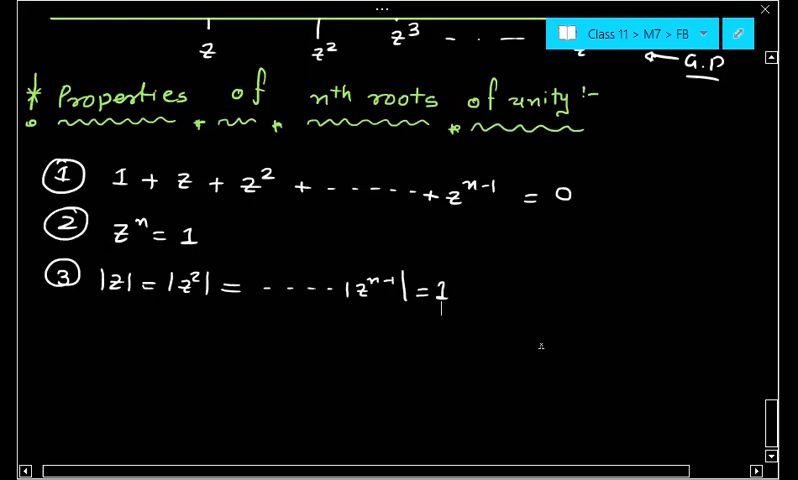 z z² z³ - . - —
Class 11 > M7 > FB
← G.P
* Properties of nth roots of unity :-
① 1 + z + z² + ...... + zⁿ⁻¹ = 0
② zⁿ = 1
③ |z| = |z²| = - - - - - |zⁿ⁻¹| = 1